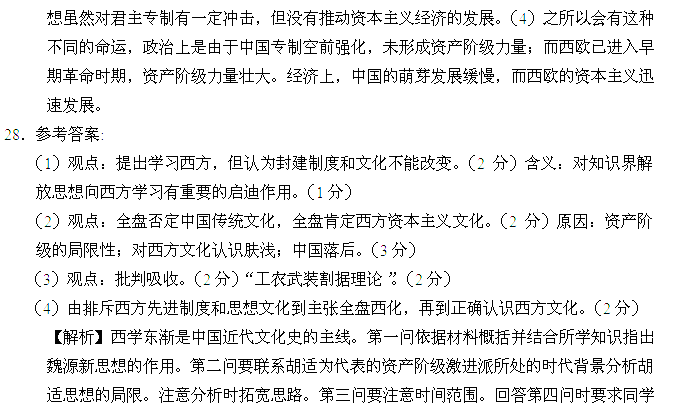 想虽然对君主专制有一定冲击，但没有推动资本主义经济的发展。（4）之所以会有这种
不同的命运，政治上是由于中国专制空前强化，未形成资产阶级力量；而西欧已进入早
期革命时期，资产阶级力量壮大。经济上，中国的萌芽发展缓慢，而西欧的资本主义迅
速发展。
28．参考答案:
（1）观点：提出学习西方，但认为封建制度和文化不能改变。（2 分）含义：对知识界解
放思想向西方学习有重要的启迪作用。（1分）
（2）观点：全盘否定中国传统文化，全盘肯定西方资本主义文化。（2 分）原因：资产阶
级的局限性；对西方文化认识肤浅；中国落后。（3分）
（3）观点：批判吸收。（2分）“工农武装割据理论”。（2分）
（4）由排斥西方先进制度和思想文化到主张全盘西化，再到正确认识西方文化。（2分）
【解析】西学东渐是中国近代文化史的主线。第一问依据材料概括并结合所学知识指出
魏源新思想的作用。第二问要联系胡适为代表的资产阶级激进派所处的时代背景分析胡
适思想的局限。注意分析时拓宽思路。第三问要注意时间范围。回答第四问时要求同学